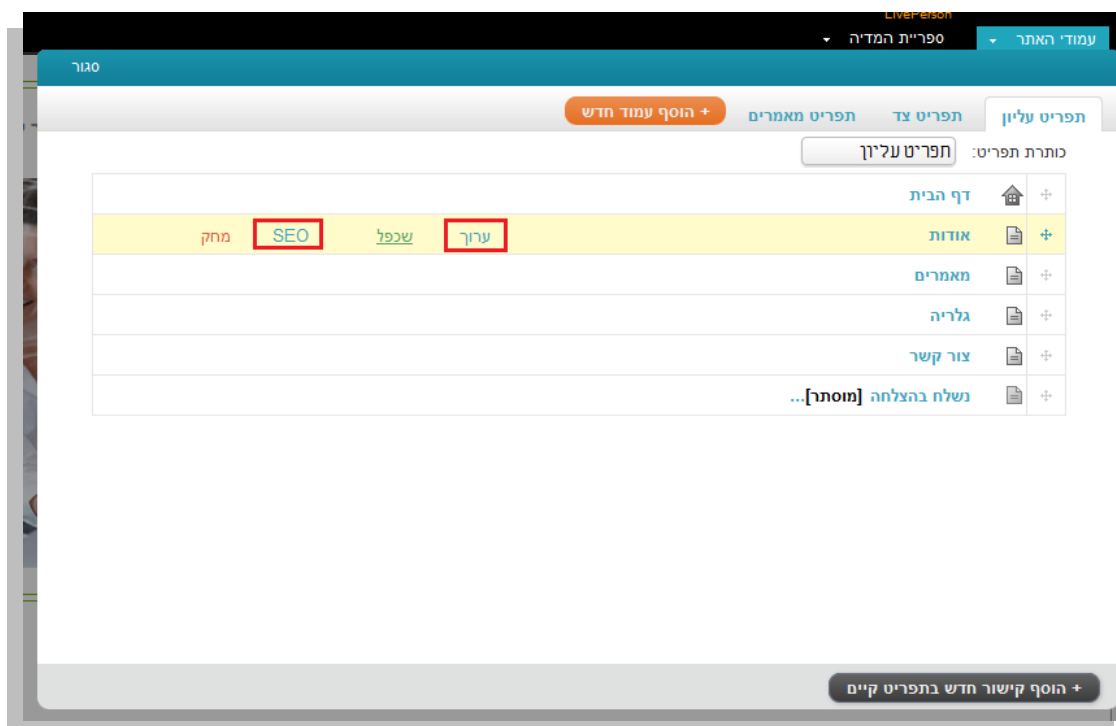 LivePerson
עמודי האתר ספריית המדיה
סגור
תפריט עליון תפריט צד תפריט מאמרים + הוסף עמוד חדש
כותרת תפריט: תפריט עליון
דף הבית
אודות ערוך שכפל SEO מחק
מאמרים
גלריה
צור קשר
נשלח בהצלחה [מוסתר]...
+ הוסף קישור חדש בתפריט קיים